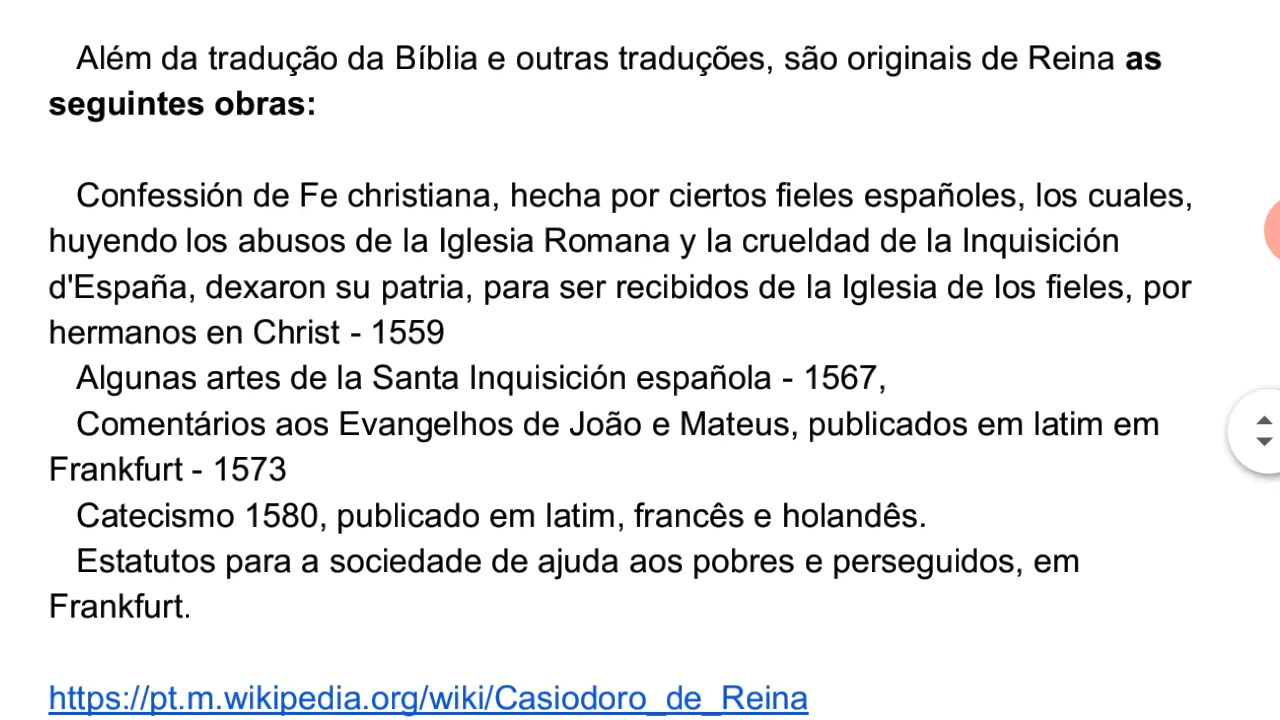 Além da tradução da Bíblia e outras traduções, são originais de Reina as
seguintes obras:
Confessión de Fe christiana, hecha por ciertos fieles españoles, los cuales,
huyendo los abusos de la Iglesia Romana y la crueldad de la Inquisición
d'España, dexaron su patria, para ser recibidos de la Iglesia de los fieles, por
hermanos en Christ - 1559
Algunas artes de la Santa Inquisición española - 1567,
Comentários aos Evangelhos de João e Mateus, publicados em latim em
Frankfurt - 1573
Catecismo 1580, publicado em latim, francês e holandês.
Estatutos para a sociedade de ajuda aos pobres e perseguidos, em
Frankfurt.
https://pt.m.wikipedia.org/wiki/Casiodoro_de_Reina